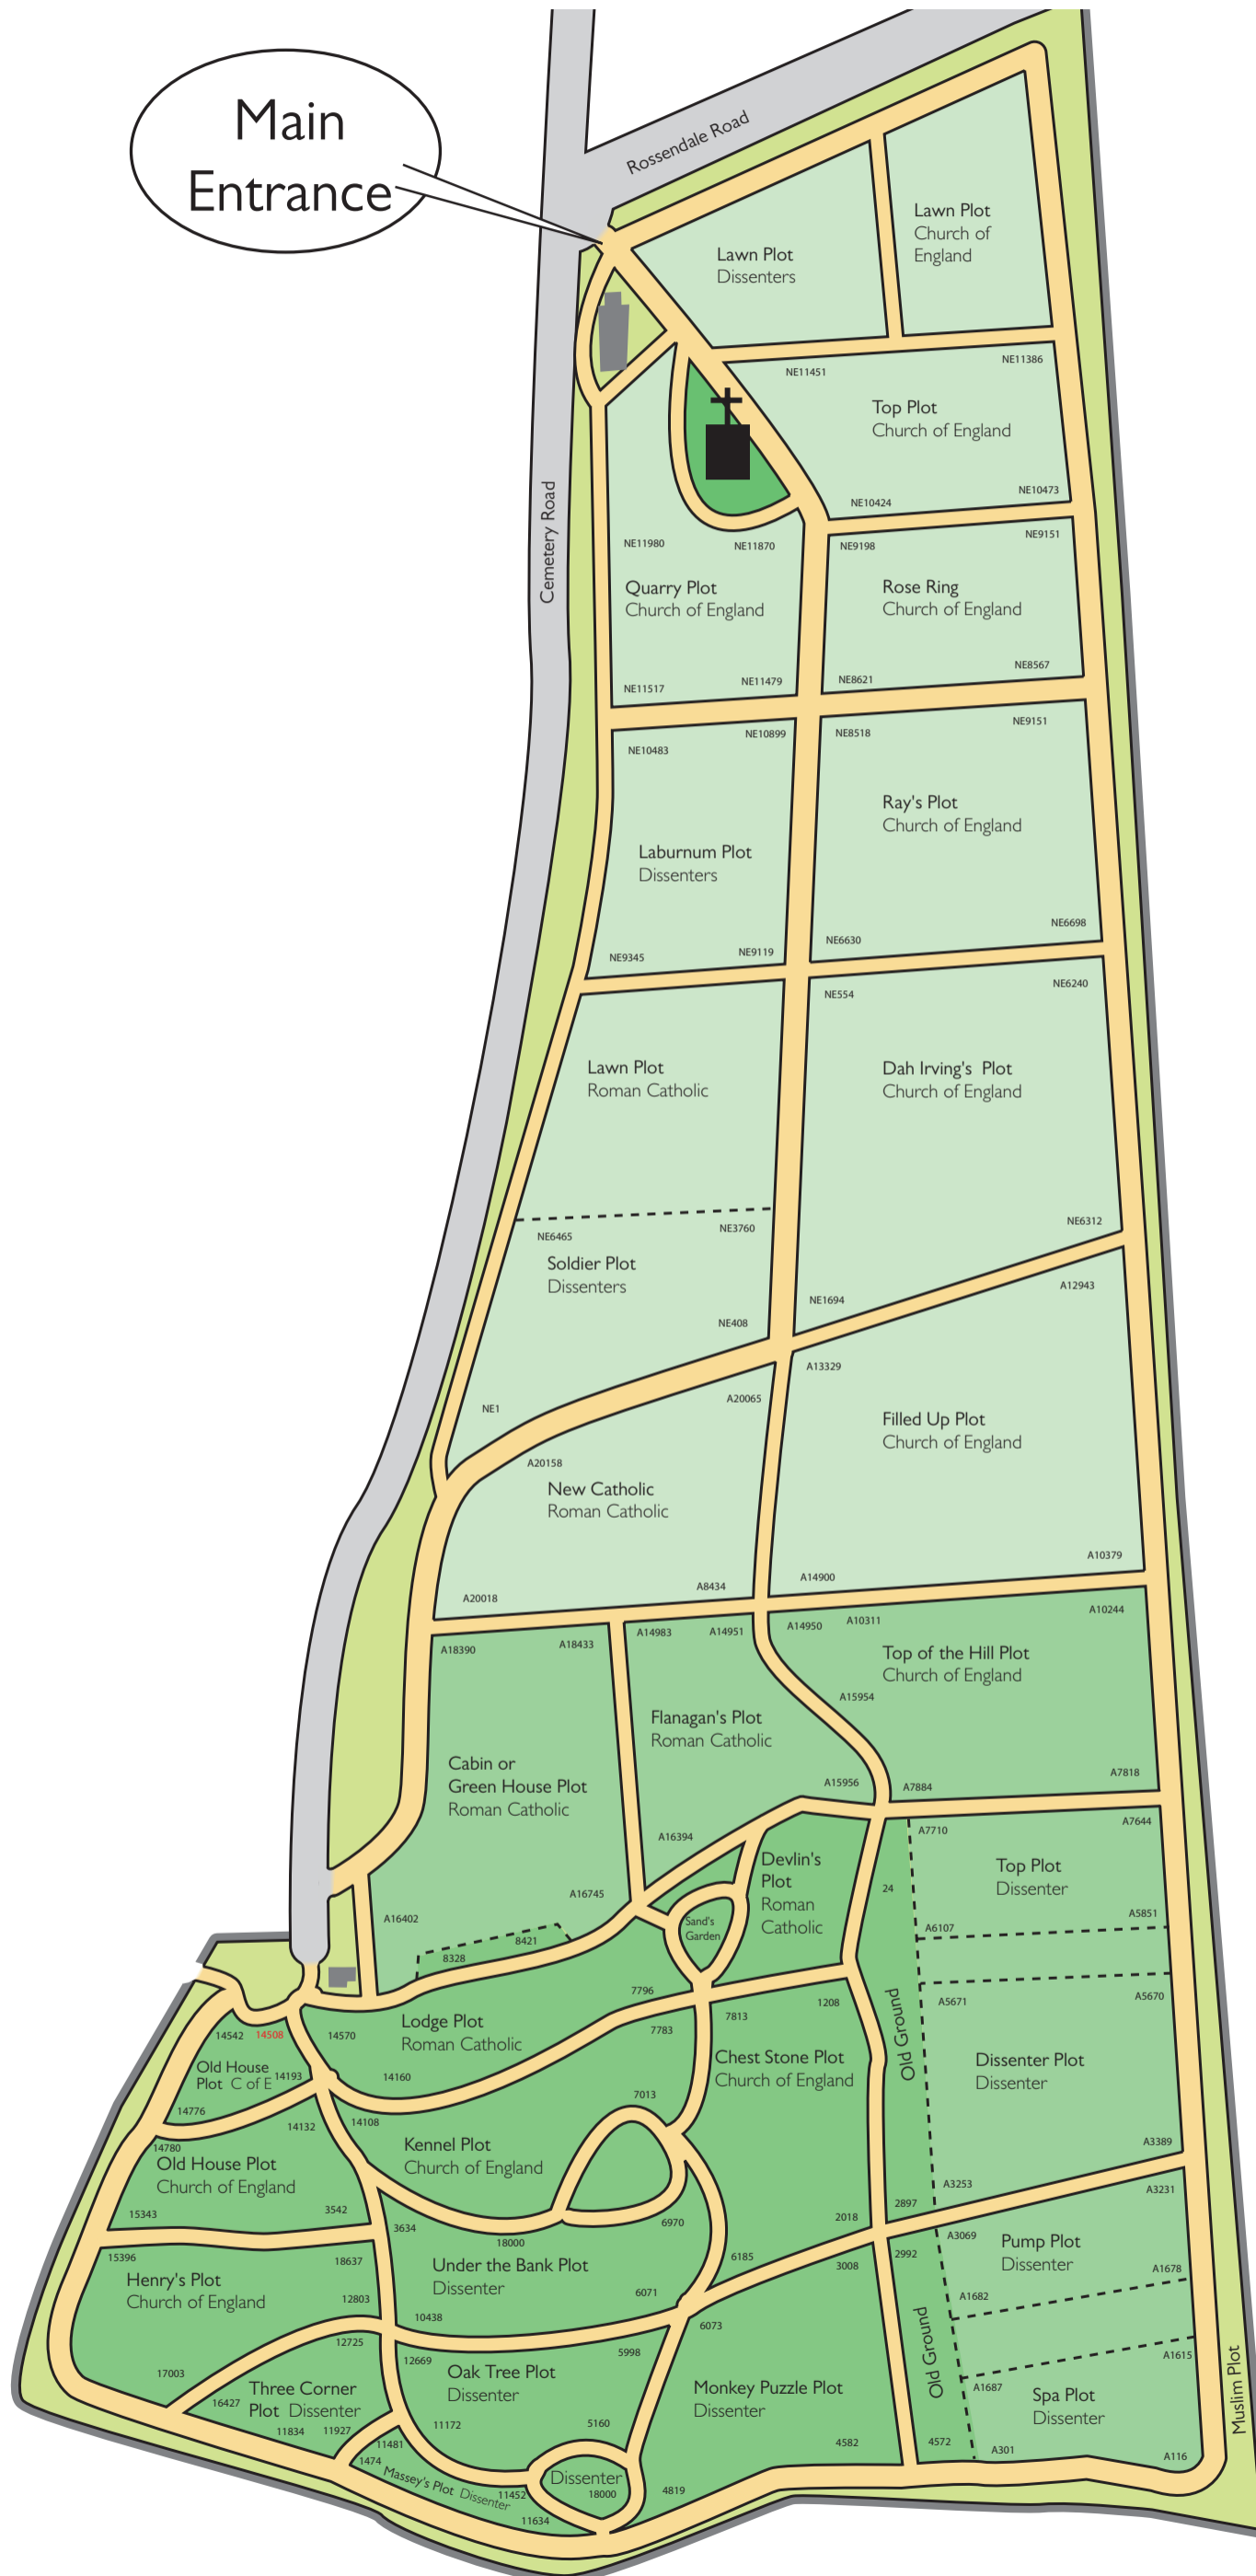 Main
Entrance
Rossendale Road
Lawn Plot
Church of
England
Lawn Plot
Dissenters
NE11386
NE11451
Top Plot
Church of England
Cemetery Road
NE10473
NE10424
NE11980
NE11870
NE9198
NE9151
Quarry Plot
Church of England
Rose Ring
Church of England
NE11517
NE11479
NE8621
NE8567
NE10483
NE10899
NE8518
NE9151
Ray's Plot
Church of England
Laburnum Plot
Dissenters
NE9345
NE9119
NE6630
NE6698
NE554
NE6240
Lawn Plot
Roman Catholic
Dah Irving's Plot
Church of England
NE6465
NE3760
NE6312
Soldier Plot
Dissenters
NE1694
A12943
NE408
NE1
A20065
A13329
A20158
Filled Up Plot
Church of England
New Catholic
Roman Catholic
A20018
A8434
A14900
A10379
A18390
A18433
A14983
A14951
A14950
A10311
A10244
Top of the Hill Plot
Church of England
A15954
Flanagan's Plot
Roman Catholic
Cabin or
Green House Plot
Roman Catholic
A15956
A7884
A7818
A16394
A7710
A7644
Devlin's
Plot
Roman
Catholic
Top Plot
Dissenter
24
A16745
A16402
Sand's
Garden
A6107
A5851
8328
8421
7796
1208
A5671
A5670
Old Ground
14542
14508
14570
Lodge Plot
Roman Catholic
7783
7813
Chest Stone Plot
Church of England
Dissenter Plot
Dissenter
Old House
Plot C of E
14193
14160
14776
14132
14108
7013
14780
Old House Plot
Church of England
Kennel Plot
Church of England
A3389
A3253
A3231
15343
3542
3634
18000
6970
2018
2897
A3069
Pump Plot
Dissenter
15396
18637
6185
3008
2992
A1678
Henry's Plot
Church of England
Under the Bank Plot
Dissenter
12803
10438
6071
A1682
6073
Old Ground
12725
12669
5998
A1615
Muslim Plot
17003
Oak Tree Plot
Dissenter
Monkey Puzzle Plot
Dissenter
A1687
Spa Plot
Dissenter
Three Corner
Plot Dissenter
16427
11834
11927
11172
5160
4582
4572
A301
A116
11481
1474
Massey's Plot Dissenter
11452
Dissenter
18000
4819
11634